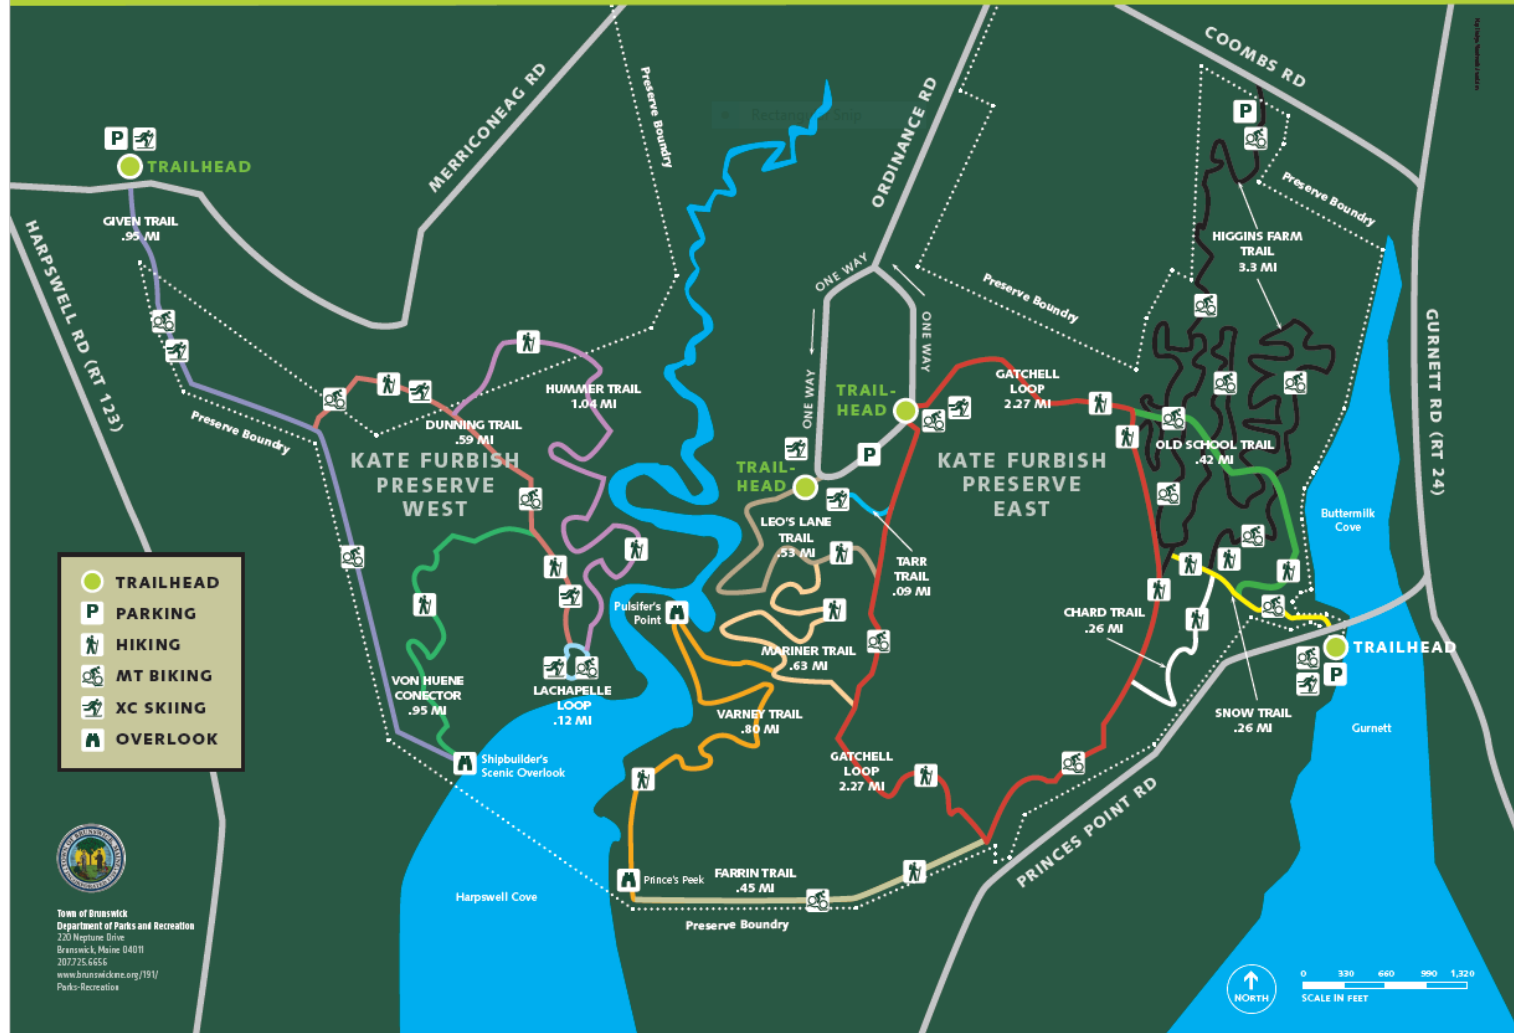 COOMBS RD
MERRICONEAG RD
Preserve Boundry
ORDINANCE RD
P
TRAILHEAD
P
Preserve Boundry
GIVEN TRAIL
.95 MI
HARPSWELL RD (RT 123)
HIGGINS FARM
TRAIL
3.3 MI
ONE WAY
Preserve Boundry
ONE WAY
ONE WAY
GURNETT RD (RT 24)
HUMMER TRAIL
1.04 MI
TRAIL-
HEAD
GATCHELL
LOOP
2.27 MI
Preserve Boundry
DUNNING TRAIL
.59 MI
KATE FURBISH
PRESERVE
WEST
P
TRAIL-
HEAD
KATE FURBISH
PRESERVE
EAST
OLD SCHOOL TRAIL
.42 MI
LEO'S LANE
TRAIL
.53 MI
Buttermilk
Cove
TARR
TRAIL
.09 MI
TRAILHEAD
P PARKING
HIKING
MT BIKING
XC SKIING
OVERLOOK
Pulsifer's
Point
CHARD TRAIL
.26 MI
MARINER TRAIL
.63 MI
TRAILHEAD
P
VON HUENE
CONECTOR
.95 MI
LACHAPELLE
LOOP
.12 MI
VARNEY TRAIL
.80 MI
SNOW TRAIL
.26 MI
Gurnett
Shipbuilder's
Scenic Overlook
GATCHELL
LOOP
2.27 MI
PRINCES POINT RD
Prince's Peek
FARRIN TRAIL
.45 MI
Harpswell Cove
Preserve Boundry
Town of Brunswick
Department of Parks and Recreation
220 Neptune Drive
Brunswick, Maine 04011
207.725.6656
www.brunswickme.org/191/
Parks-Recreation
NORTH
0 330 660 990 1,320
SCALE IN FEET